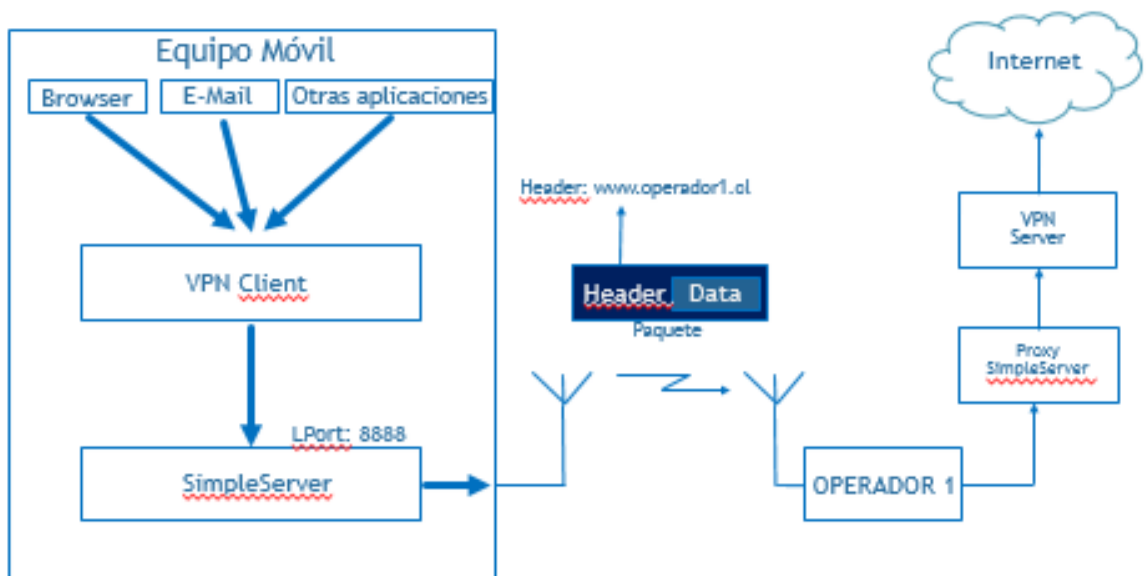 Equipo Móvil
Browser
E-Mail
Otras aplicaciones
VPN Client
LPort: 8888
SimpleServer
Header: www.operador1.ol
Header
Data
Paquete
OPERADOR 1
Internet
VPN
Server
Proxy
SimpleServer